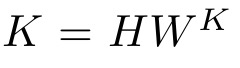 K = HW^K